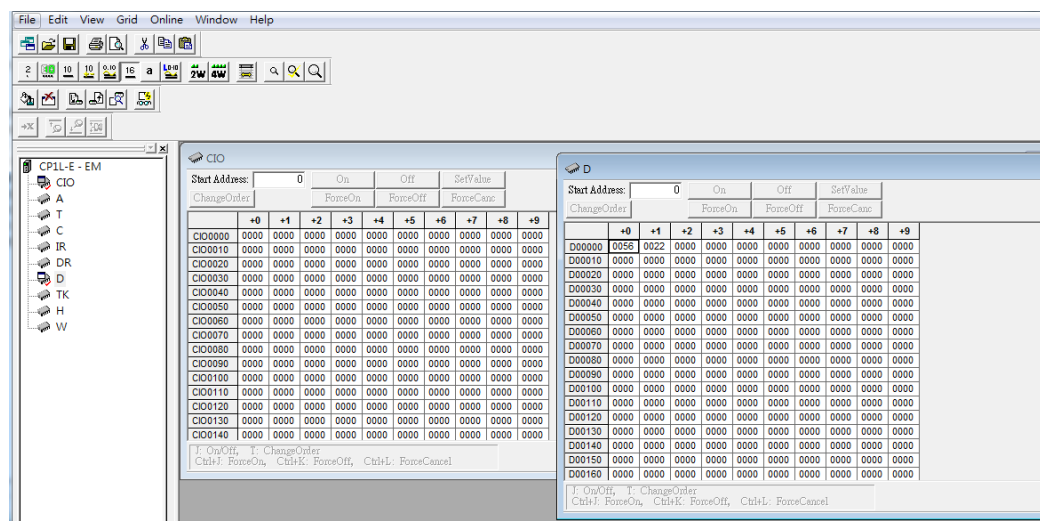 File Edit View Grid Online Window Help
2 10 10 0.10 16 a L0-10 2W 4W
CP1L-E - EM
CIO
A
T
C
IR
DR
D
TK
H
W
CIO
Start Address: 0 On Off SetValue
ChangeOrder ForceOn ForceOff ForceCanc
+0 +1 +2 +3 +4 +5 +6 +7 +8 +9
CIO0000 0000 0000 0000 0000 0000 0000 0000 0000 0000 0000
CIO0010 0000 0000 0000 0000 0000 0000 0000 0000 0000 0000
CIO0020 0000 0000 0000 0000 0000 0000 0000 0000 0000 0000
CIO0030 0000 0000 0000 0000 0000 0000 0000 0000 0000 0000
CIO0040 0000 0000 0000 0000 0000 0000 0000 0000 0000 0000
CIO0050 0000 0000 0000 0000 0000 0000 0000 0000 0000 0000
CIO0060 0000 0000 0000 0000 0000 0000 0000 0000 0000 0000
CIO0070 0000 0000 0000 0000 0000 0000 0000 0000 0000 0000
CIO0080 0000 0000 0000 0000 0000 0000 0000 0000 0000 0000
CIO0090 0000 0000 0000 0000 0000 0000 0000 0000 0000 0000
CIO0100 0000 0000 0000 0000 0000 0000 0000 0000 0000 0000
CIO0110 0000 0000 0000 0000 0000 0000 0000 0000 0000 0000
CIO0120 0000 0000 0000 0000 0000 0000 0000 0000 0000 0000
CIO0130 0000 0000 0000 0000 0000 0000 0000 0000 0000 0000
CIO0140 0000 0000 0000 0000 0000 0000 0000 0000 0000 0000
J: On/Off, T: ChangeOrder
Ctrl+J: ForceOn, Ctrl+K: ForceOff, Ctrl+L: ForceCancel
D
Start Address: 0 On Off SetValue
ChangeOrder ForceOn ForceOff ForceCanc
+0 +1 +2 +3 +4 +5 +6 +7 +8 +9
D00000 0056 0022 0000 0000 0000 0000 0000 0000 0000 0000
D00010 0000 0000 0000 0000 0000 0000 0000 0000 0000 0000
D00020 0000 0000 0000 0000 0000 0000 0000 0000 0000 0000
D00030 0000 0000 0000 0000 0000 0000 0000 0000 0000 0000
D00040 0000 0000 0000 0000 0000 0000 0000 0000 0000 0000
D00050 0000 0000 0000 0000 0000 0000 0000 0000 0000 0000
D00060 0000 0000 0000 0000 0000 0000 0000 0000 0000 0000
D00070 0000 0000 0000 0000 0000 0000 0000 0000 0000 0000
D00080 0000 0000 0000 0000 0000 0000 0000 0000 0000 0000
D00090 0000 0000 0000 0000 0000 0000 0000 0000 0000 0000
D00100 0000 0000 0000 0000 0000 0000 0000 0000 0000 0000
D00110 0000 0000 0000 0000 0000 0000 0000 0000 0000 0000
D00120 0000 0000 0000 0000 0000 0000 0000 0000 0000 0000
D00130 0000 0000 0000 0000 0000 0000 0000 0000 0000 0000
D00140 0000 0000 0000 0000 0000 0000 0000 0000 0000 0000
D00150 0000 0000 0000 0000 0000 0000 0000 0000 0000 0000
D00160 0000 0000 0000 0000 0000 0000 0000 0000 0000 0000
J: On/Off, T: ChangeOrder
Ctrl+J: ForceOn, Ctrl+K: ForceOff, Ctrl+L: ForceCancel